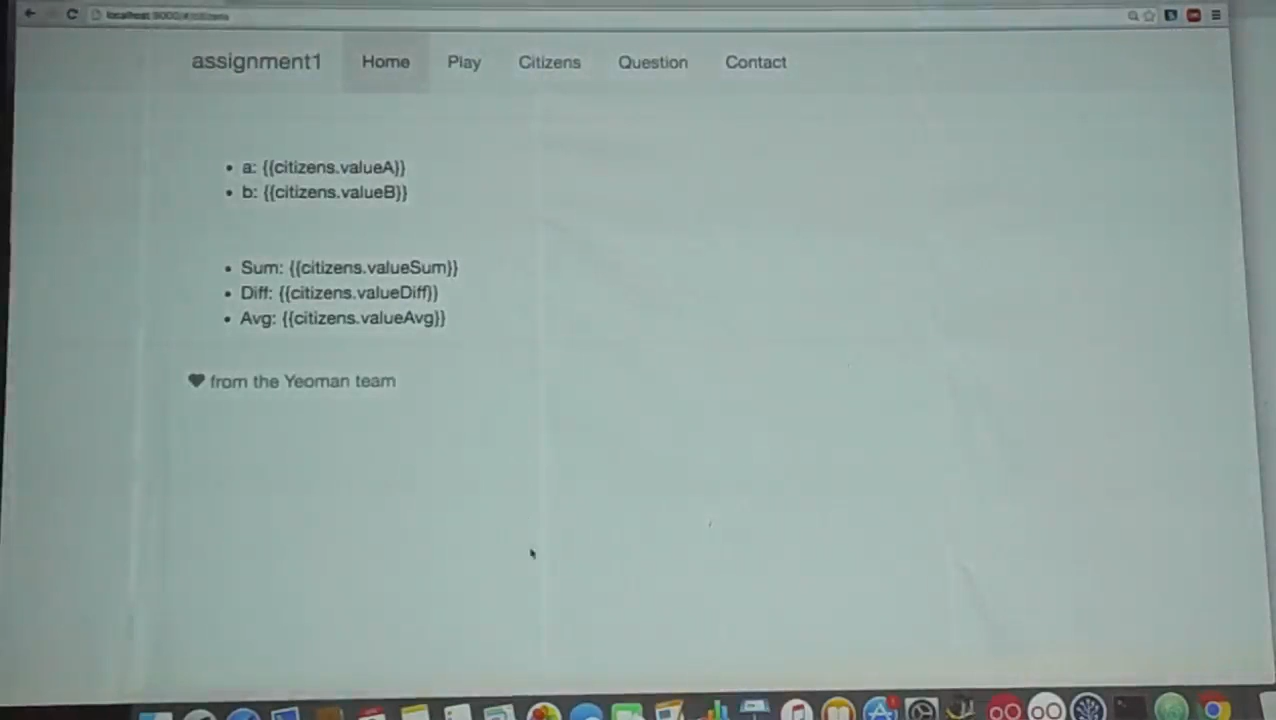 assignment1 Home Play Citizens Question Contact
• a: {{citizens.valueA}}
• b: {{citizens.valueB}}
• Sum: {{citizens.valueSum}}
• Diff: {{citizens.valueDiff}}
• Avg: {{citizens.valueAvg}}
♥ from the Yeoman team